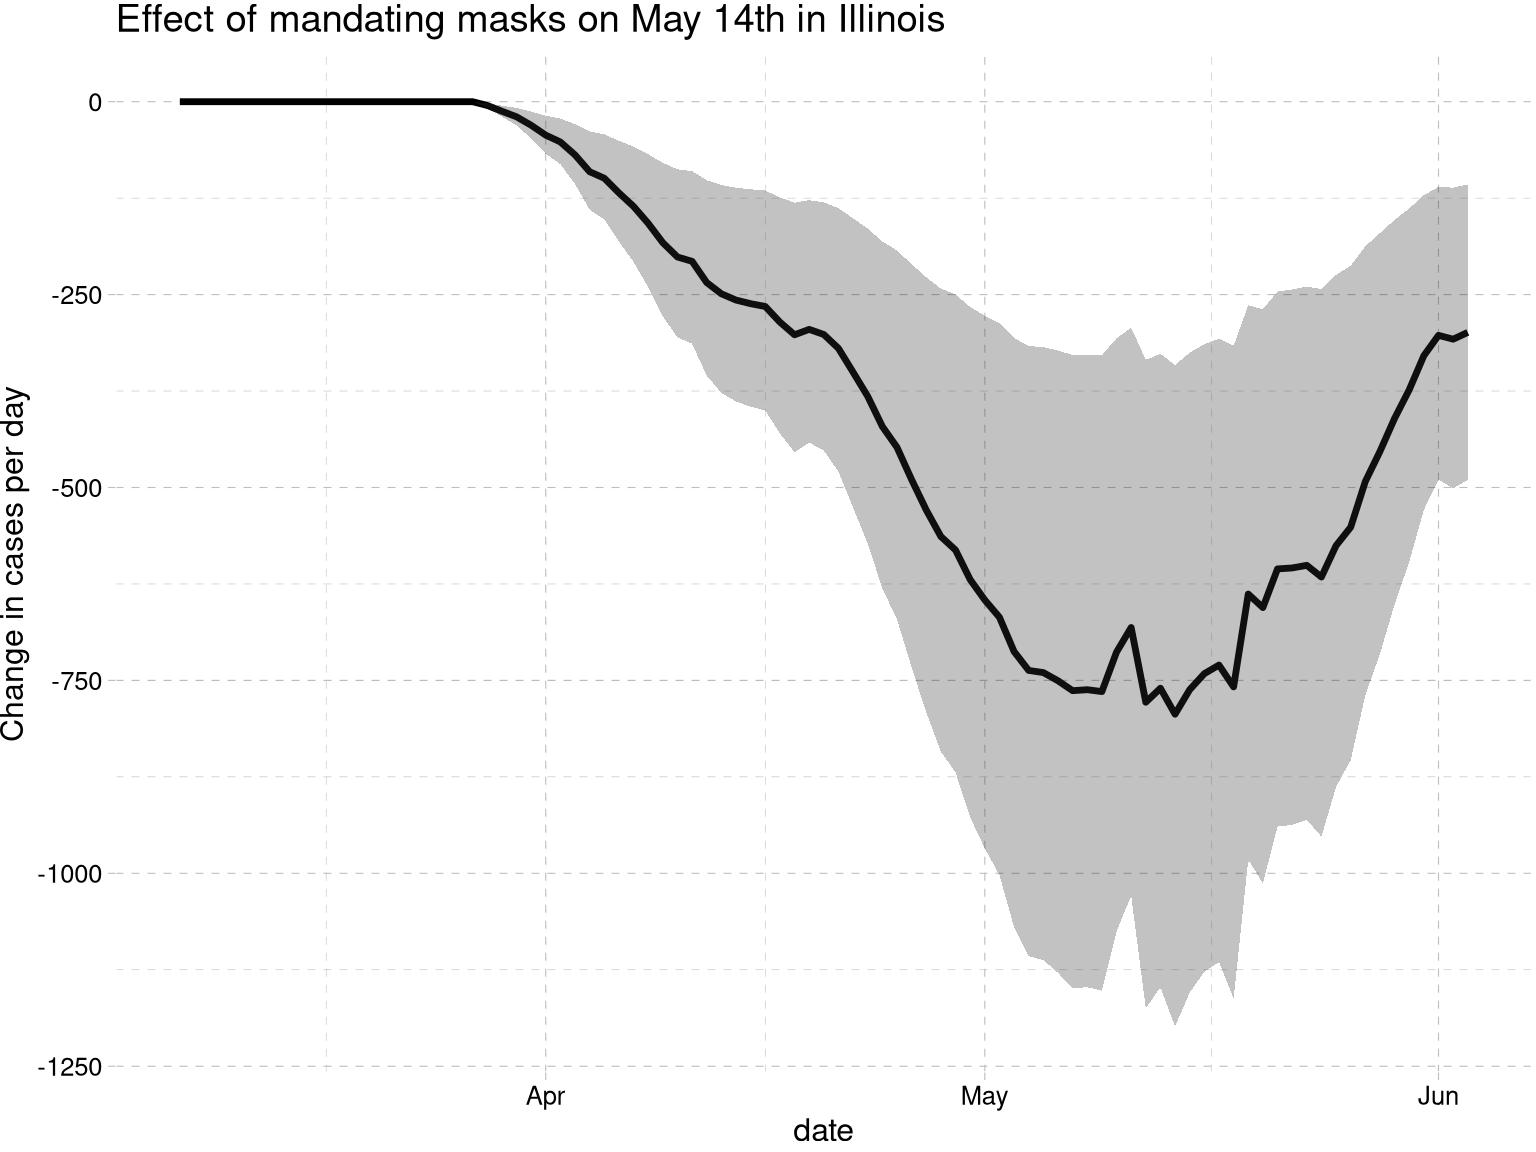 Effect of mandating masks on May 14th in Illinois
Change in cases per day
0
-250
-500
-750
-1000
-1250
Apr
May
Jun
date